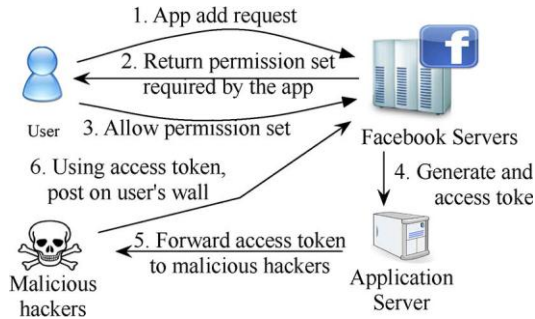 1. App add request
2. Return permission set
required by the app
User
3. Allow permission set
f
Facebook Servers
6. Using access token,
post on user's wall
4. Generate and
access toke
5. Forward access token
to malicious hackers
Malicious
hackers
Application
Server